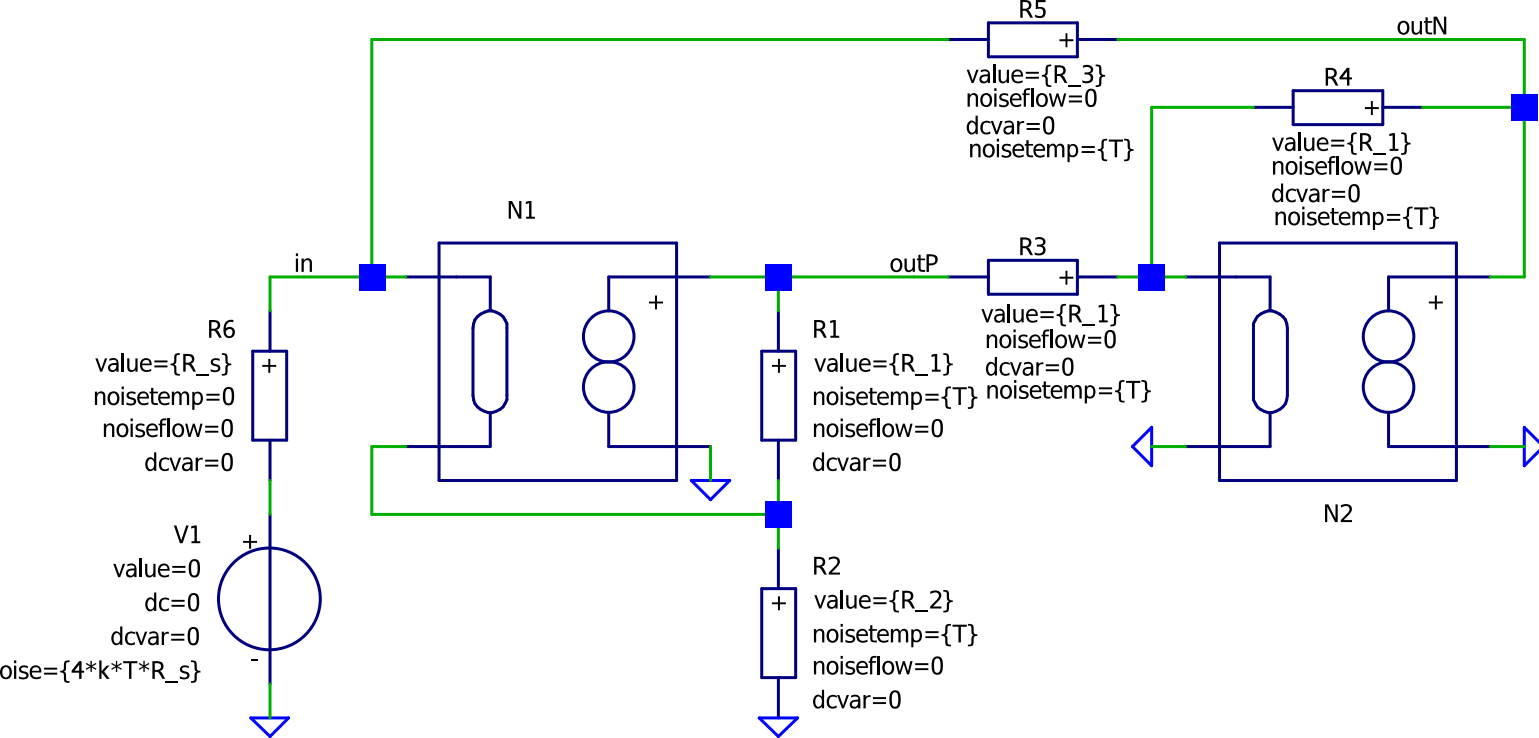 R5
+
value={R_3}
noiseflow=0
dcvar=0
noisetemp={T}
outN
R4
+
value={R_1}
noiseflow=0
dcvar=0
noisetemp={T}
N1
+
in
outP
R3
+
value={R_1}
noiseflow=0
dcvar=0
noisetemp={T}
+
N2
R6
+
value={R_s}
noisetemp=0
noiseflow=0
dcvar=0
R1
+
value={R_1}
noisetemp={T}
noiseflow=0
dcvar=0
V1
+
value=0
dc=0
dcvar=0
-
oise={4*k*T*R_s}
R2
+
value={R_2}
noisetemp={T}
noiseflow=0
dcvar=0